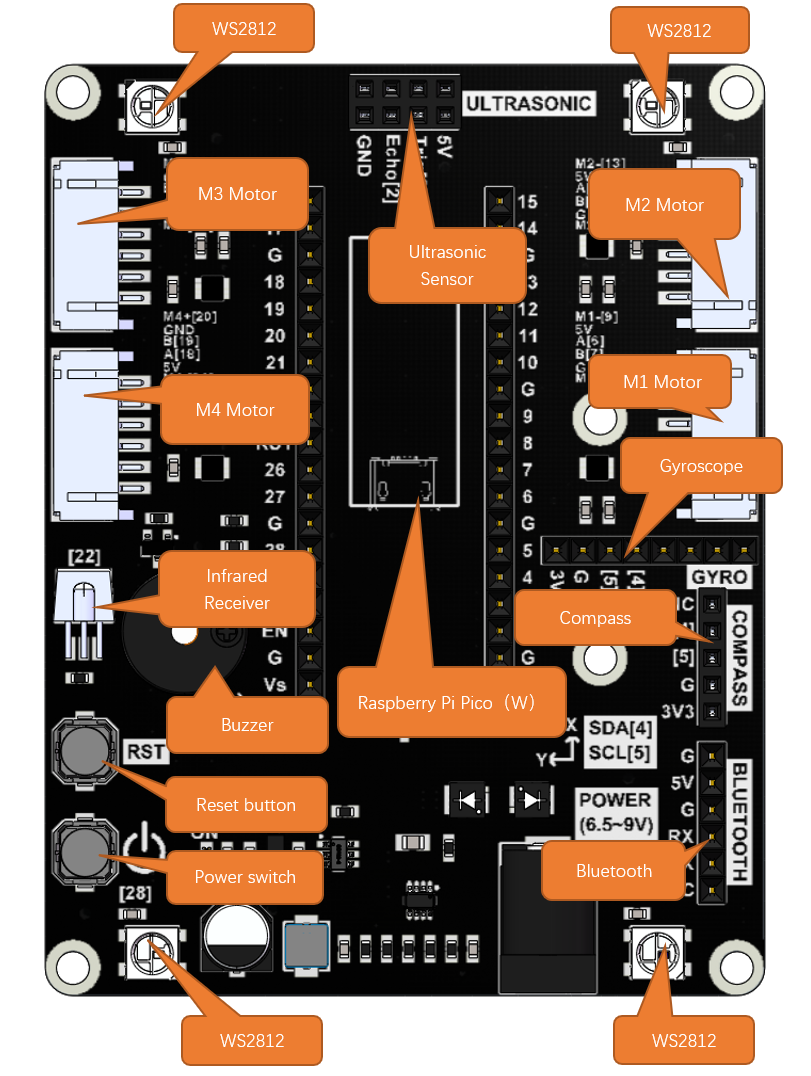 WS2812
WS2812
ULTRASONIC
GND
Echo[2]
5V
M3 Motor
M2-[13]
5V
M2 Motor
Ultrasonic
Sensor
G
18
19
20
21
26
27
G
28
EN
G
Vs
15
14
G
12
11
10
G
9
8
7
6
G
5
4
G
M4+[20]
GND
B[19]
A[18]
5V
M1-[9]
5V
A[6]
B[7]
M4 Motor
M1 Motor
Gyroscope
3V
G
[5]
[4]
GYRO
[22]
Infrared
Receiver
Compass
COMPASS
[5]
G
3V3
Raspberry Pi Pico（W）
Buzzer
RST
X
Y
SDA[4]
SCL[5]
Reset button
POWER
(6.5~9V)
G
5V
G
RX
BLUETOOTH
ON
Power switch
Bluetooth
[28]
WS2812
WS2812